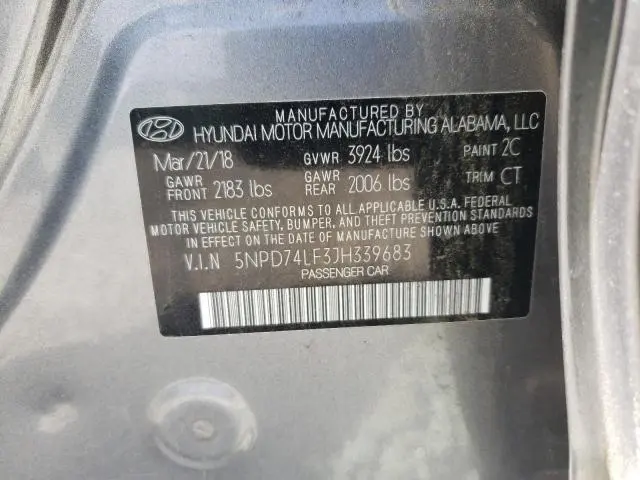 MANUFACTURED BY
HYUNDAI MOTOR MANUFACTURING ALABAMA, LLC
Mar/21/18 GVWR 3924 lbs PAINT 2C
GAWR FRONT 2183 lbs GAWR REAR 2006 lbs TRIM CT
THIS VEHICLE CONFORMS TO ALL APPLICABLE U.S.A. FEDERAL
MOTOR VEHICLE SAFETY, BUMPER, AND THEFT PREVENTION STANDARDS
IN EFFECT ON THE DATE OF MANUFACTURE SHOWN ABOVE.
V.I.N 5NPD74LF3JH339683
PASSENGER CAR